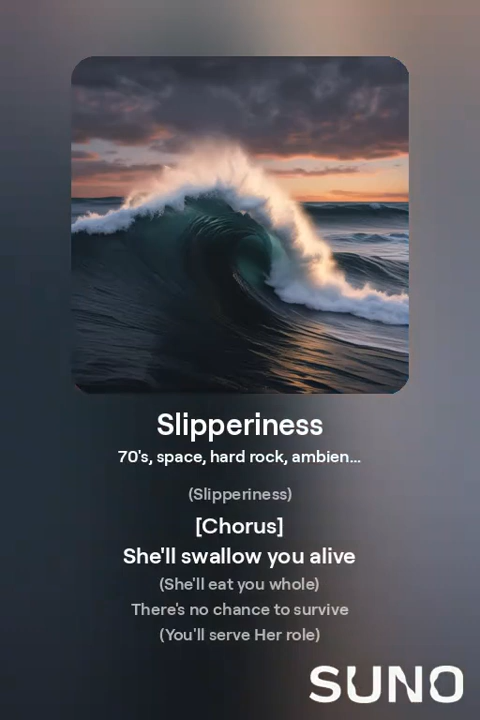 Slipperiness
70's, space, hard rock, ambien...
(Slipperiness)
[Chorus]
She'll swallow you alive
(She'll eat you whole)
There's no chance to survive
(You'll serve Her role)
SUNO